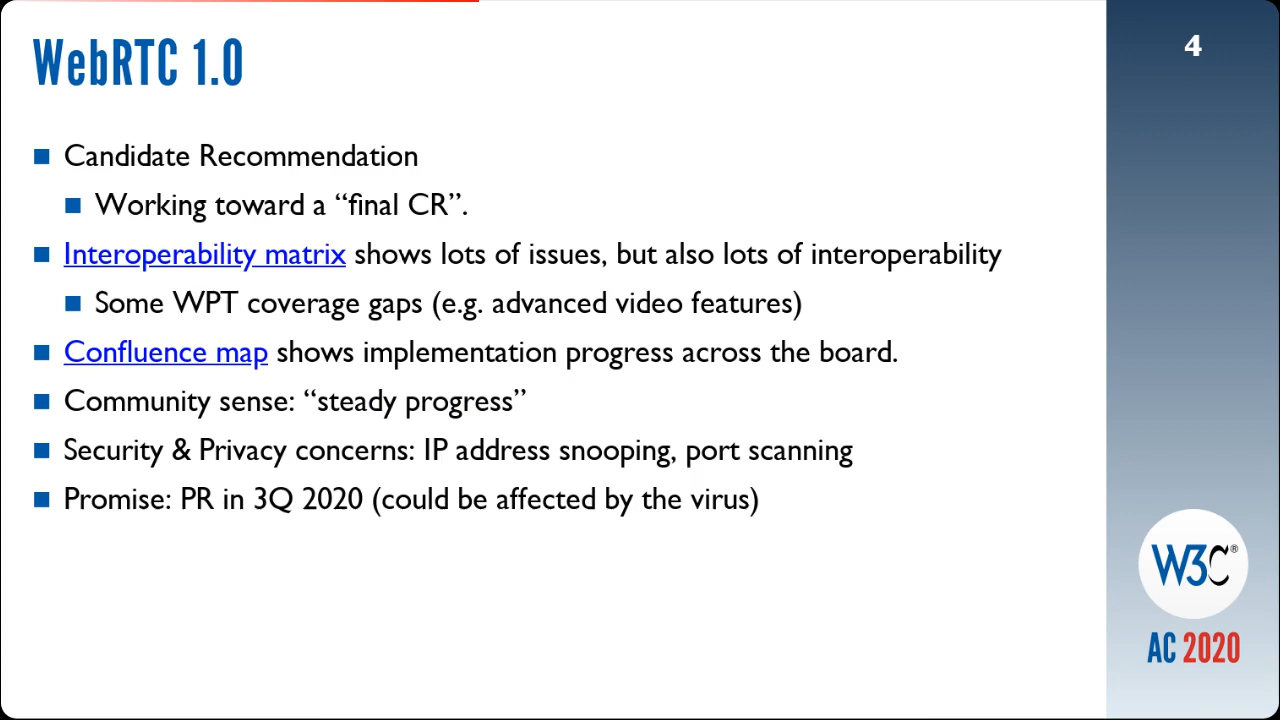 WebRTC 1.0
4
Candidate Recommendation
Working toward a “final CR”.
Interoperability matrix shows lots of issues, but also lots of interoperability
Some WPT coverage gaps (e.g. advanced video features)
Confluence map shows implementation progress across the board.
Community sense: “steady progress”
Security & Privacy concerns: IP address snooping, port scanning
Promise: PR in 3Q 2020 (could be affected by the virus)
W3C®
AC 2020